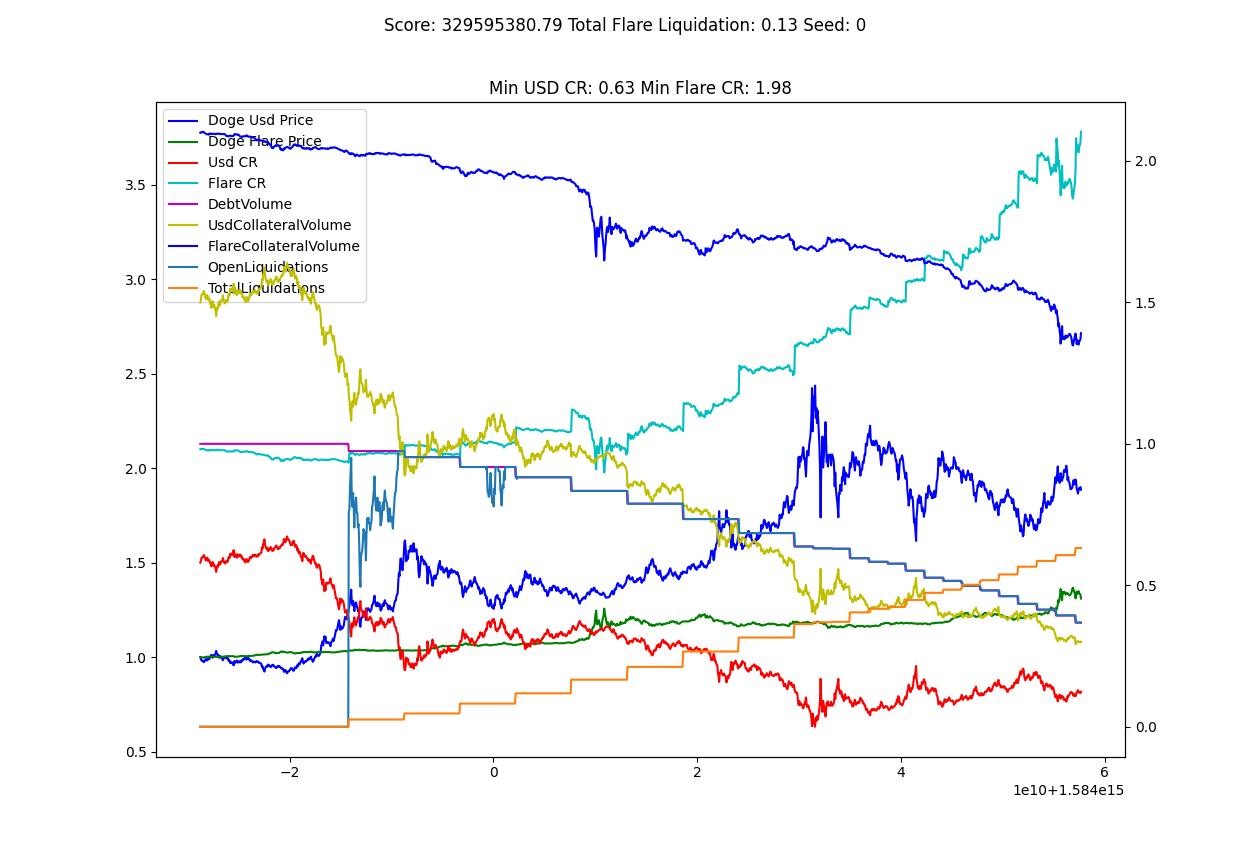 Score: 329595380.79 Total Flare Liquidation: 0.13 Seed: 0
Min USD CR: 0.63 Min Flare CR: 1.98
Doge Usd Price
Doge Flare Price
Usd CR
Flare CR
DebtVolume
UsdCollateralVolume
FlareCollateralVolume
OpenLiquidations
TotalLiquidations
3.5
3.0
2.5
2.0
1.5
1.0
0.5
2.0
1.5
1.0
0.5
0.0
−2
0
2
4
6
1e10+1.584e15